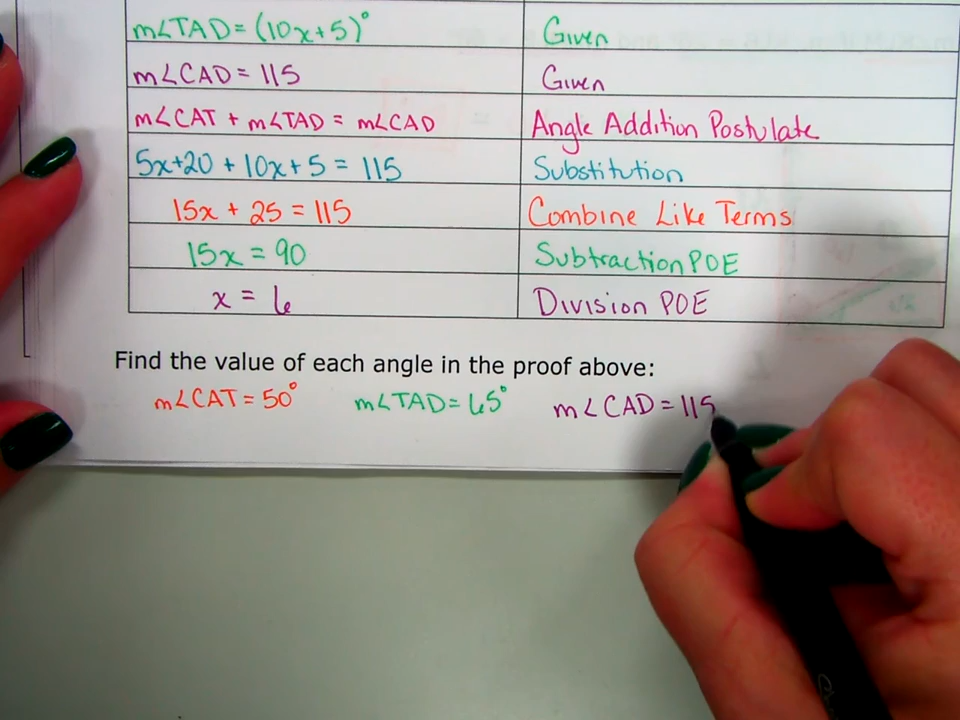 m∠TAD = (10x+5)° Given
m∠CAD = 115 Given
m∠CAT + m∠TAD = m∠CAD Angle Addition Postulate
5x+20 + 10x+5 = 115 Substitution
15x + 25 = 115 Combine Like Terms
15x = 90 Subtraction POE
x = 6 Division POE
Find the value of each angle in the proof above:
m∠CAT = 50° m∠TAD = 65° m∠CAD = 115